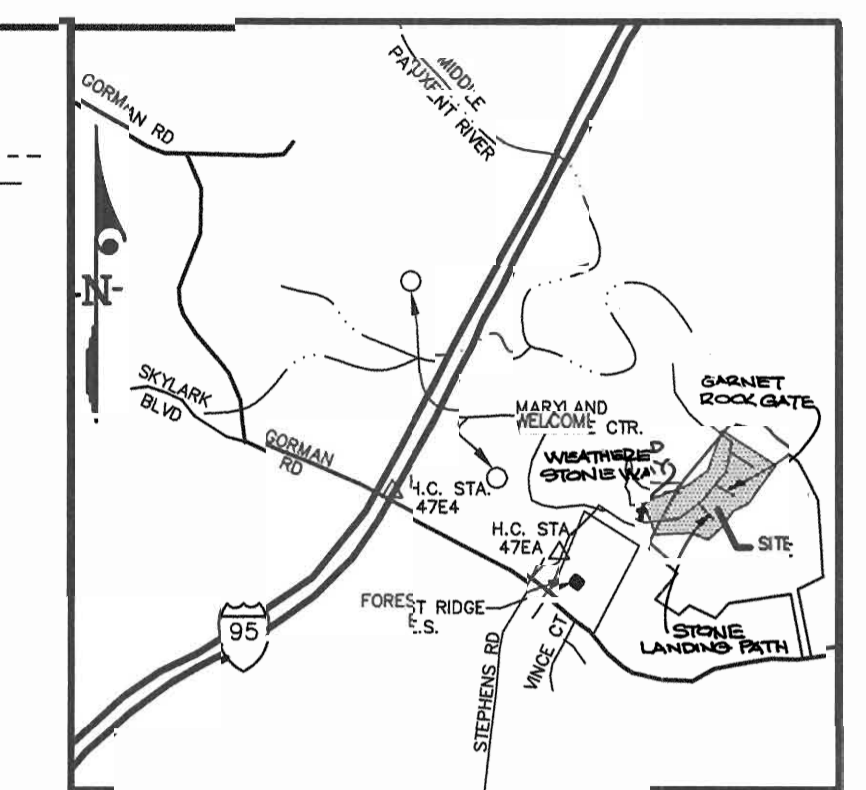 GORMAN RD
MIDDLE
PATUXENT RIVER
N
SKYLARK
BLVD
GORMAN
RD
MARYLAND
WELCOME CTR.
GARNET
ROCK GATE
WEATHERED
STONE WAY
H.C. STA.
47E4
H.C. STA.
47EA
SITE
FOREST RIDGE
E.S.
95
STONE
LANDING PATH
STEPHENS RD
VINCE CT